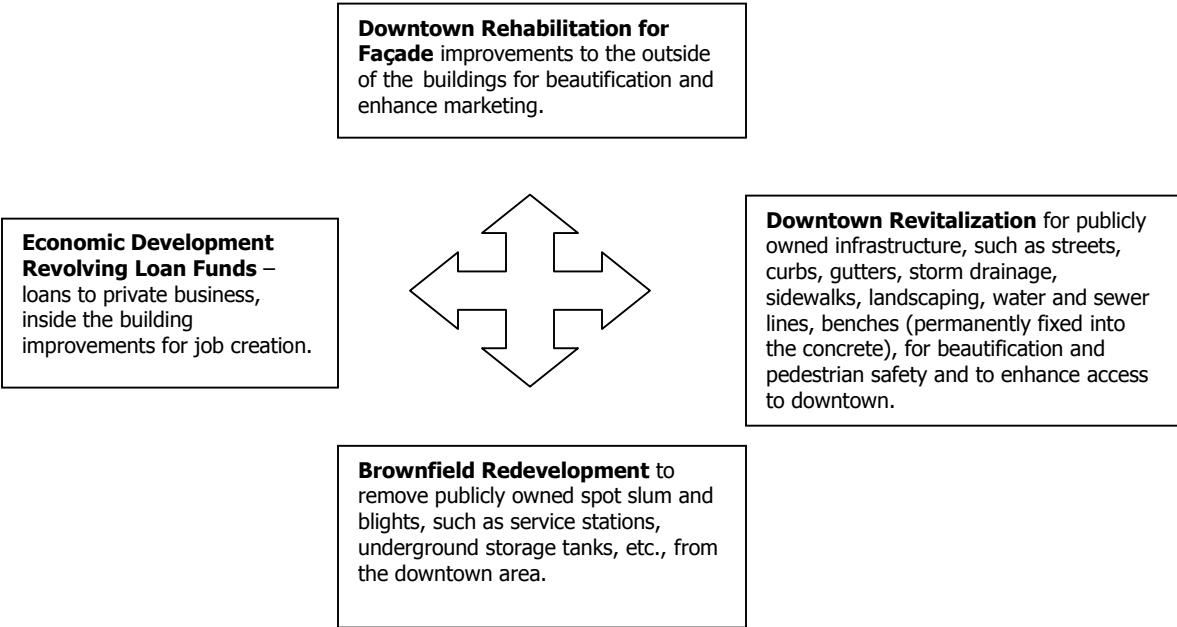 Downtown Rehabilitation for
Façade improvements to the outside
of the buildings for beautification and
enhance marketing.
Economic Development
Revolving Loan Funds –
loans to private business,
inside the building
improvements for job creation.
Downtown Revitalization for publicly
owned infrastructure, such as streets,
curbs, gutters, storm drainage,
sidewalks, landscaping, water and sewer
lines, benches (permanently fixed into
the concrete), for beautification and
pedestrian safety and to enhance access
to downtown.
Brownfield Redevelopment to
remove publicly owned spot slum and
blights, such as service stations,
underground storage tanks, etc., from
the downtown area.